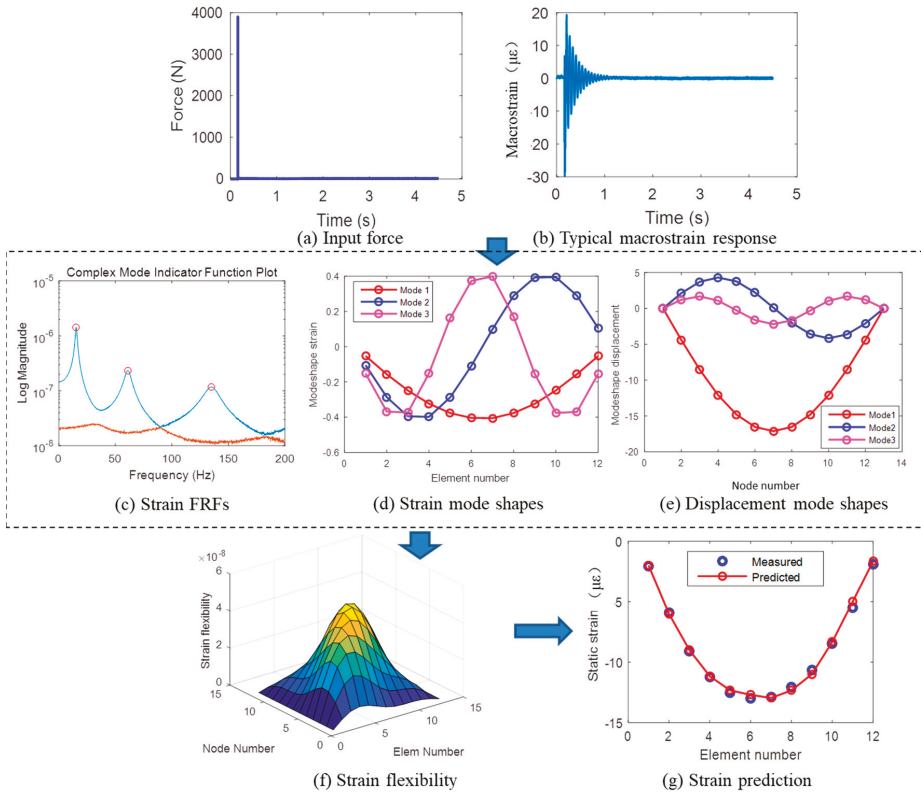 4000
3000
2000
1000
0
Force (N)
0 1 2 3 4 5
Time (s)
(a) Input force
20
10
0
-10
-20
-30
Macrostrain (με)
0 1 2 3 4 5
Time (s)
(b) Typical macrostrain response
Complex Mode Indicator Function Plot
10-5
10-6
10-7
10-8
Log Magnitude
0 50 100 150 200
Frequency (Hz)
(c) Strain FRFs
0.4
0.2
0
-0.2
-0.4
-0.6
Modeshape strain
Mode 1
Mode 2
Mode 3
0 2 4 6 8 10 12
Element number
(d) Strain mode shapes
5
0
-5
-10
-15
-20
Modeshape displacement
Mode1
Mode2
Mode3
0 2 4 6 8 10 12 14
Node number
(e) Displacement mode shapes
×10-8
6
4
2
0
Strain flexibility
15
10
5
0
Node Number
0
5
10
15
Elem Number
(f) Strain flexibility
0
-5
-10
-15
Static strain (με)
Measured
Predicted
0 2 4 6 8 10 12
Element number
(g) Strain prediction